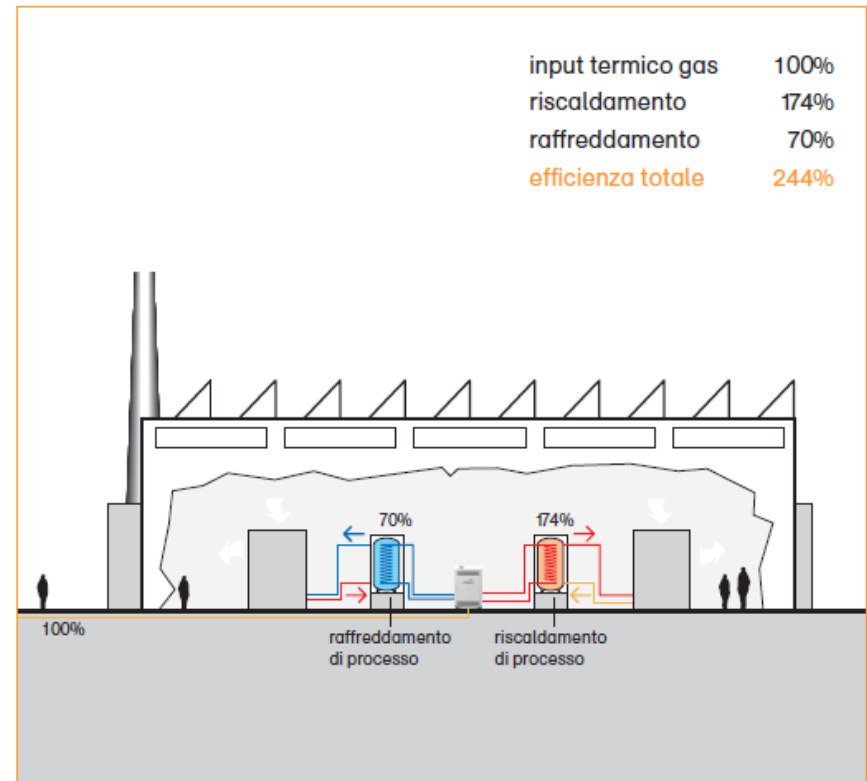 input termico gas 100%
riscaldamento 174%
raffreddamento 70%
efficienza totale 244%
70% 174%
100%
raffreddamento riscaldamento
di processo di processo